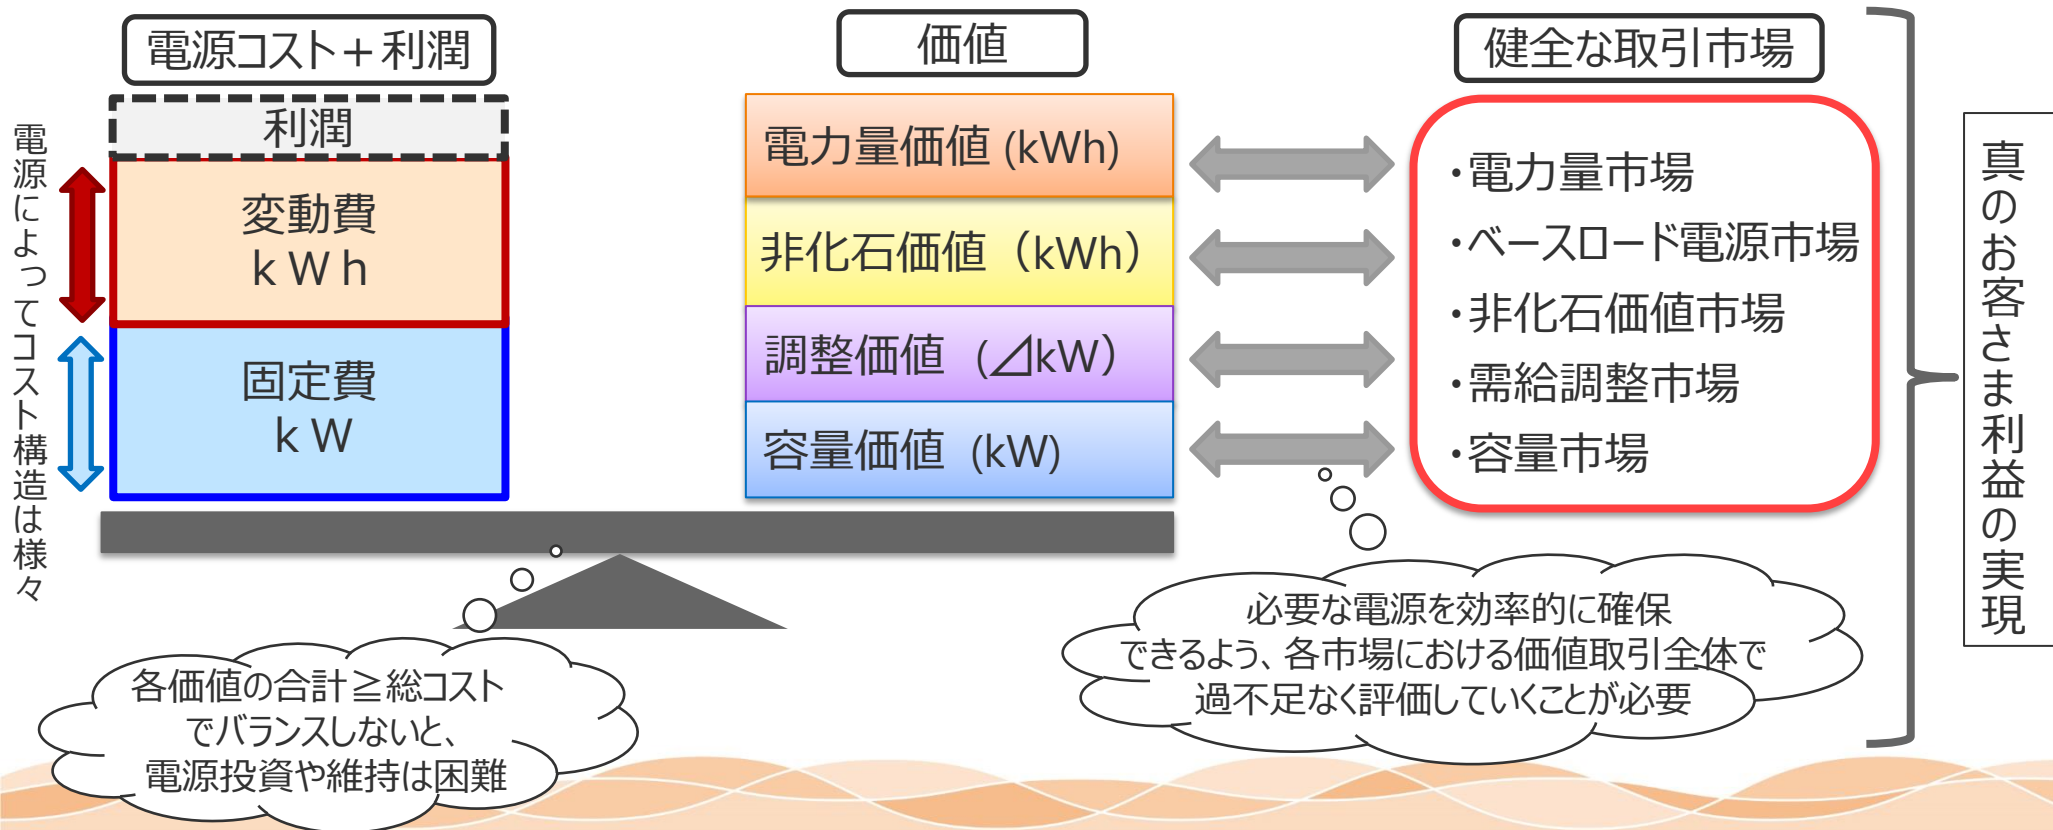 電源コスト+利潤
価値
健全な取引市場
電源によってコスト構造は様々
利潤
変動費
kWh
固定費
kW
電力量価値 (kWh)
非化石価値（kWh）
調整価値 (⊿kW）
容量価値 (kW)
・電力量市場
・ベースロード電源市場
・非化石価値市場
・需給調整市場
・容量市場
真のお客さま利益の実現
各価値の合計≧総コスト
でバランスしないと、
電源投資や維持は困難
必要な電源を効率的に確保
できるよう、各市場における価値取引全体で
過不足なく評価していくことが必要